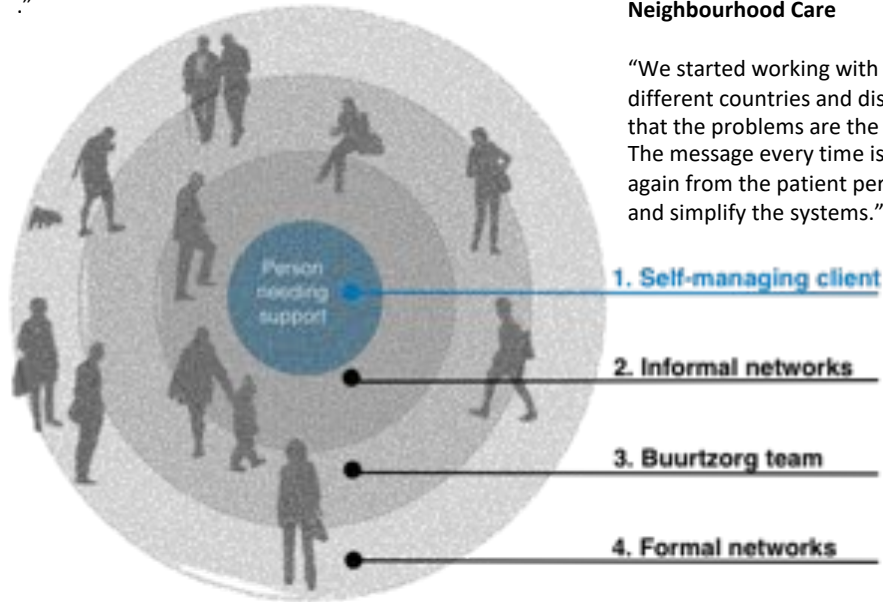 .”
Neighbourhood Care
“We started working with
different countries and dis
that the problems are the
The message every time is
again from the patient per
and simplify the systems.”
Person
needing
support
1. Self-managing client
2. Informal networks
3. Buurtzorg team
4. Formal networks